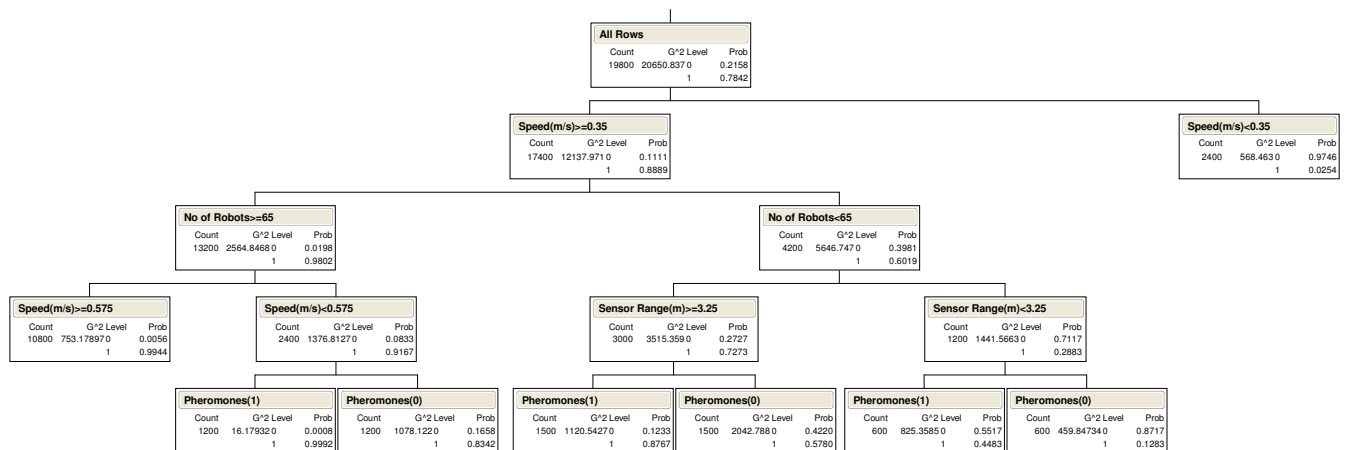 All Rows
Count G^2 Level Prob
19800 20650.837 0 0.2158
1 0.7842
Speed(m/s)>=0.35
Count G^2 Level Prob
17400 12137.971 0 0.1111
1 0.8889
Speed(m/s)<0.35
Count G^2 Level Prob
2400 568.463 0 0.9746
1 0.0254
No of Robots>=65
Count G^2 Level Prob
13200 2564.8468 0 0.0198
1 0.9802
No of Robots<65
Count G^2 Level Prob
4200 5646.747 0 0.3981
1 0.6019
Speed(m/s)>=0.575
Count G^2 Level Prob
10800 753.17897 0 0.0056
1 0.9944
Speed(m/s)<0.575
Count G^2 Level Prob
2400 1376.8127 0 0.0833
1 0.9167
Sensor Range(m)>=3.25
Count G^2 Level Prob
3000 3515.359 0 0.2727
1 0.7273
Sensor Range(m)<3.25
Count G^2 Level Prob
1200 1441.5663 0 0.7117
1 0.2883
Pheromones(1)
Count G^2 Level Prob
1200 16.17932 0 0.0008
1 0.9992
Pheromones(0)
Count G^2 Level Prob
1200 1078.122 0 0.1658
1 0.8342
Pheromones(1)
Count G^2 Level Prob
1500 1120.5427 0 0.1233
1 0.8767
Pheromones(0)
Count G^2 Level Prob
1500 2042.788 0 0.4220
1 0.5780
Pheromones(1)
Count G^2 Level Prob
600 825.3585 0 0.5517
1 0.4483
Pheromones(0)
Count G^2 Level Prob
600 459.84734 0 0.8717
1 0.1283